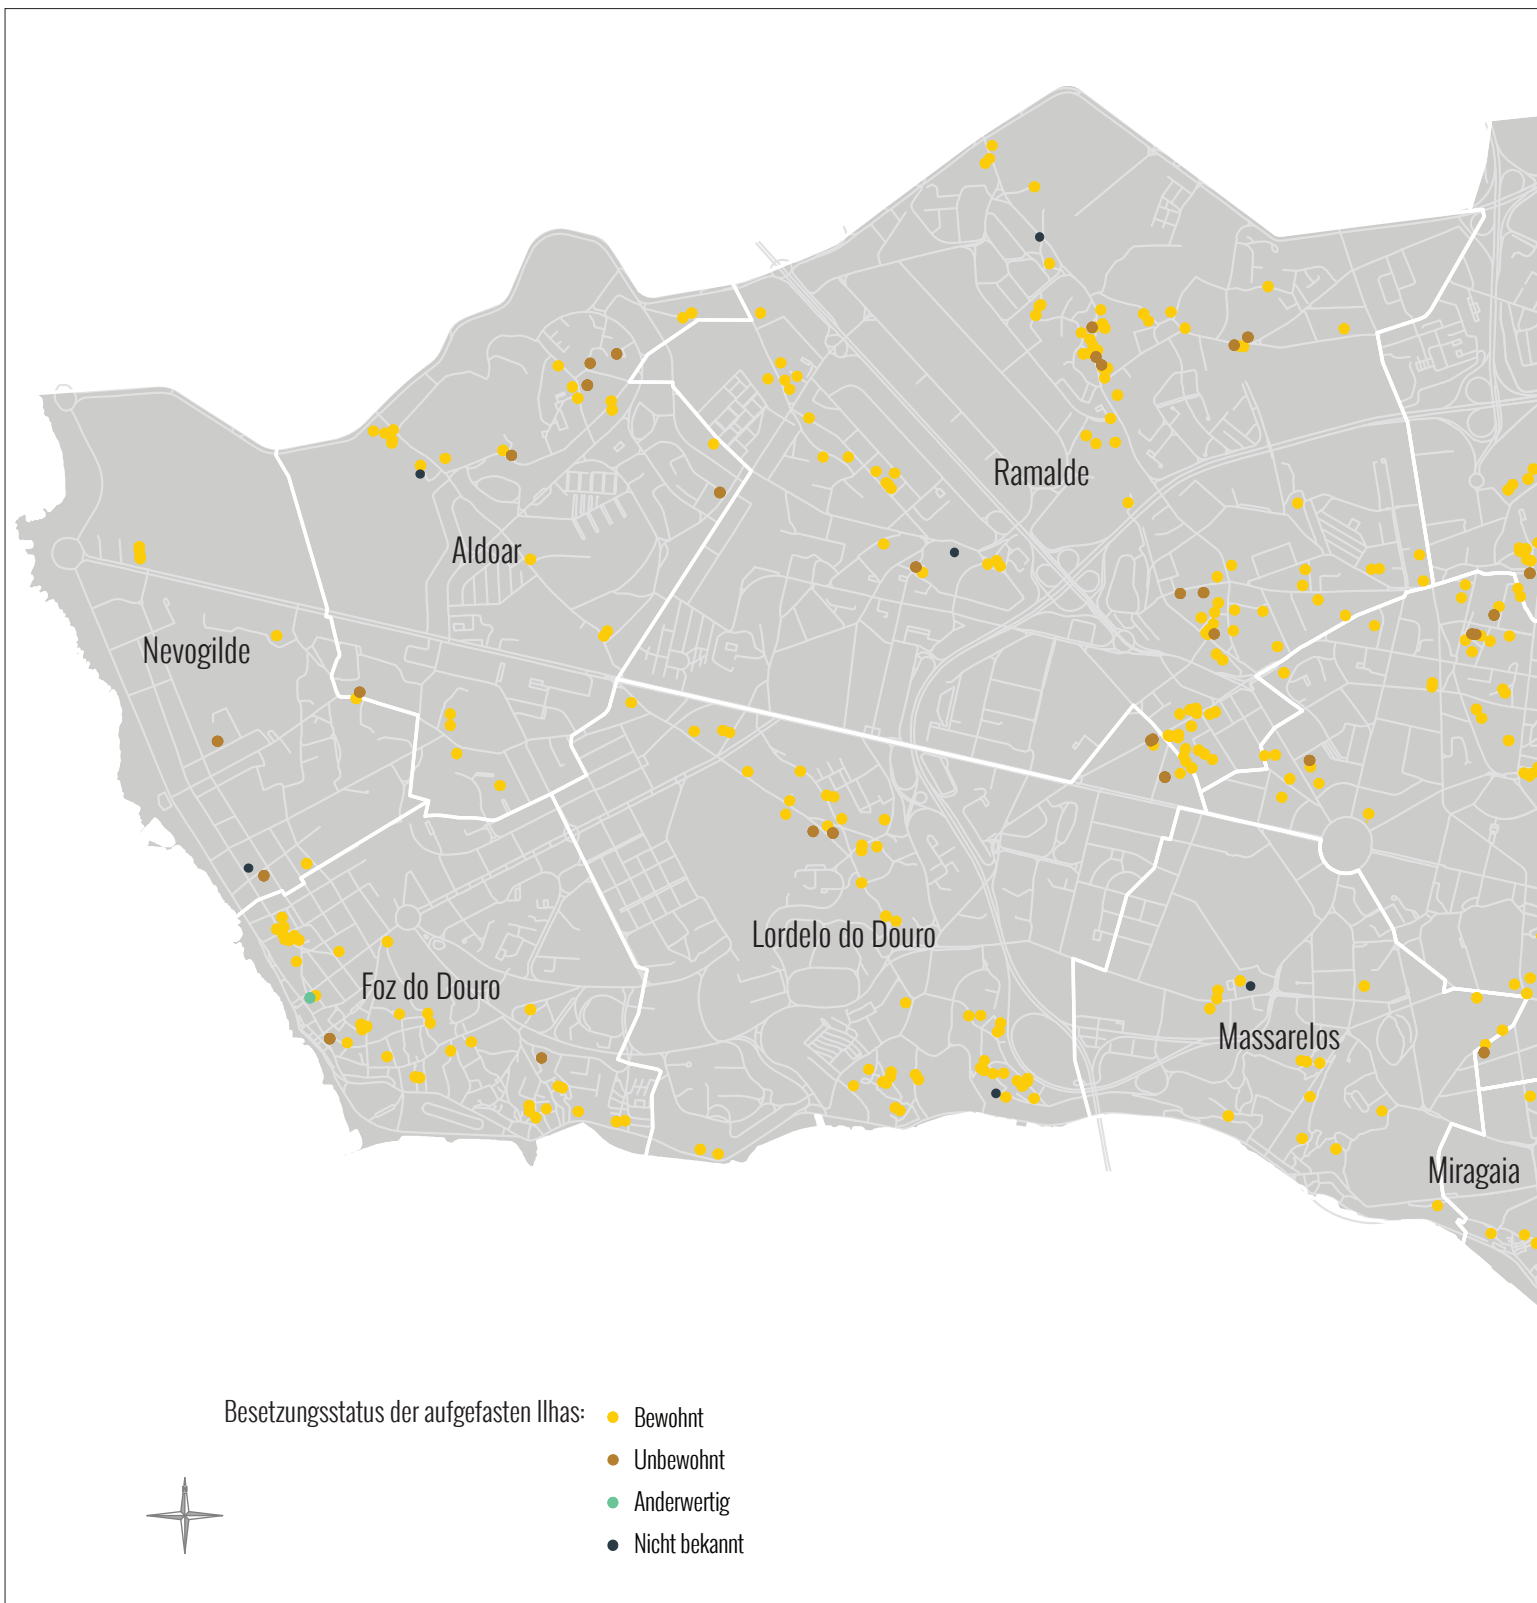 Ramalde
Aldoar
Nevogilde
Lordelo do Douro
Foz do Douro
Massarelos
Miragaia
Besetzungsstatus der aufgefasten Ilhas:
Bewohnt
Unbewohnt
Anderwertig
Nicht bekannt
N